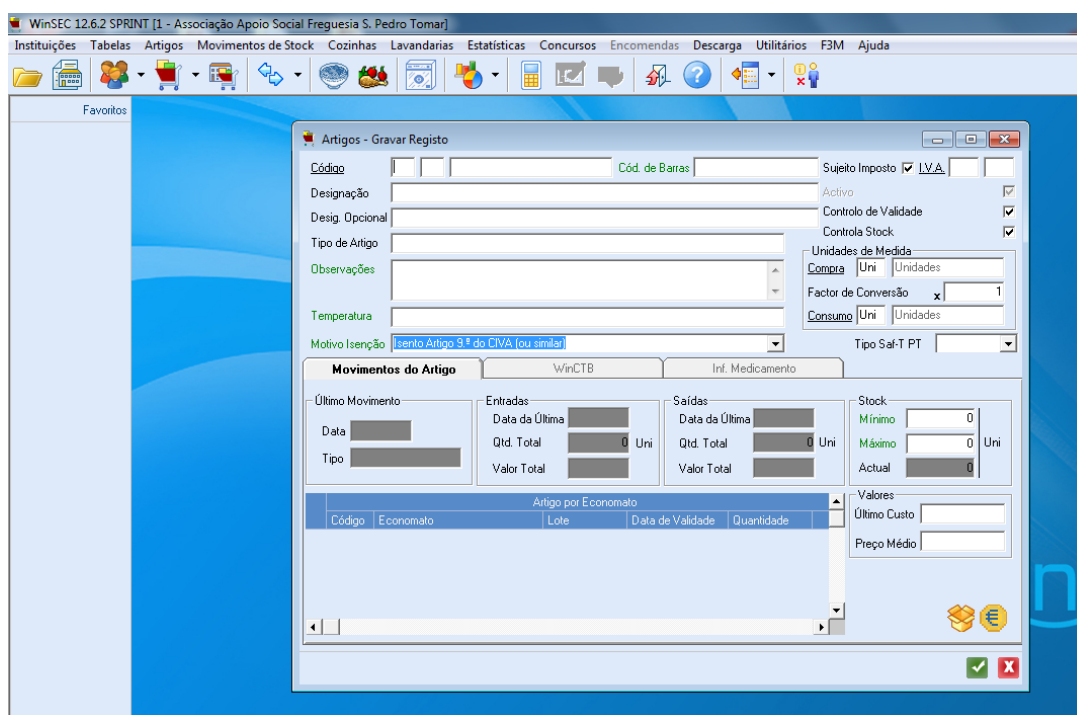 WinSEC 12.6.2 SPRINT [1 - Associação Apoio Social Freguesia S. Pedro Tomar]
Instituições Tabelas Artigos Movimentos de Stock Cozinhas Lavandarias Estatísticas Concursos Encomendas Descarga Utilitários F3M Ajuda
Favoritos
Artigos - Gravar Registo
Código Cód. de Barras Sujeito Imposto I.V.A.
Designação Activo
Desig. Opcional Controlo de Validade
Controla Stock
Tipo de Artigo
Unidades de Medida
Observações Compra Uni Unidades
Factor de Conversão x 1
Temperatura Consumo Uni Unidades
Motivo Isenção Isento Artigo 9.º do CIVA (ou similar) Tipo Saf-T PT
Movimentos do Artigo WinCTB Inf. Medicamento
Último Movimento Entradas Saídas Stock
Data da Última Data da Última Mínimo 0
Data Qtd. Total 0 Uni Qtd. Total 0 Uni Máximo 0 Uni
Tipo Valor Total Valor Total Actual 0
Artigo por Economato Valores
Código Economato Lote Data de Validade Quantidade Último Custo
Preço Médio